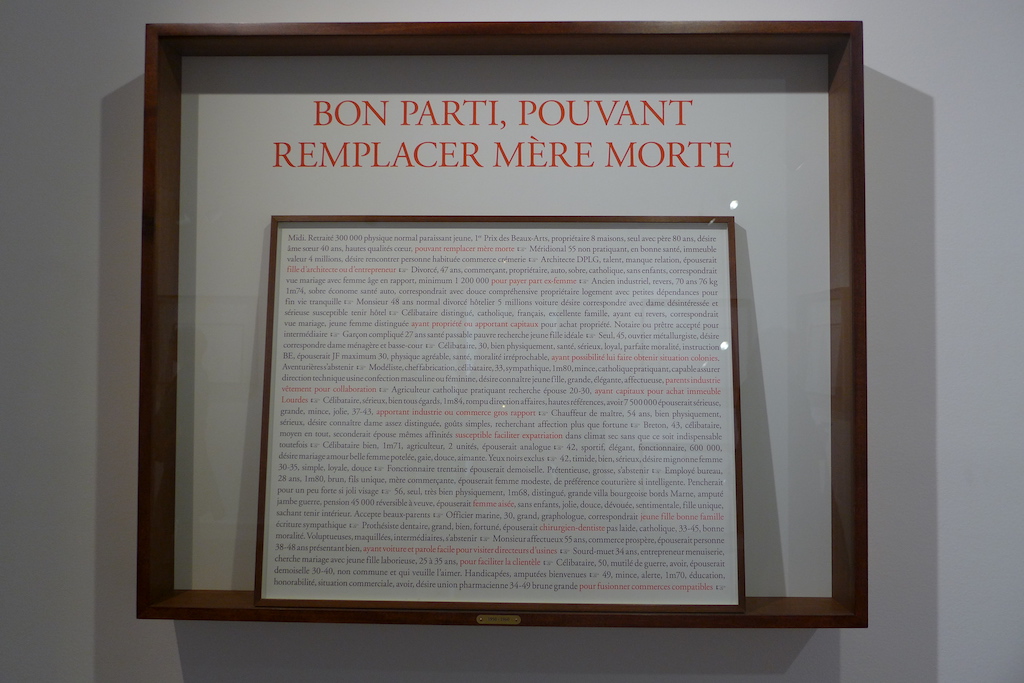 BON PARTI, POUVANT
REMPLACER MÈRE MORTE
Midi. Retraité 300 000 physique normal paraissant jeune, 1er Prix des Beaux-Arts, propriétaire 8 maisons, seul avec père 80 ans, désire
âme sœur 40 ans, hautes qualités cœur, pouvant remplacer mère morte ☞ Méridional 55 non pratiquant, en bonne santé, immeuble
valeur 4 millions, désire rencontrer personne habituée commerce crémerie ☞ Architecte DPLG, talent, manque relation, épouserait
fille d'architecte ou d'entrepreneur ☞ Divorcé, 47 ans, commerçant, propriétaire, auto, sobre, catholique, sans enfants, correspondrait
vue mariage avec femme âge en rapport, minimum 1 200 000 pour payer part ex-femme ☞ Ancien industriel, revers, 70 ans 76 kg
1m74, sobre économe santé auto, correspondrait avec douce compréhensive propriétaire logement avec petites dépendances pour
fin vie tranquille ☞ Monsieur 48 ans normal divorcé hôtelier 5 millions voiture désire correspondre avec dame désintéressée et
sérieuse susceptible tenir hôtel ☞ Célibataire distingué, catholique, français, excellente famille, ayant eu revers, correspondrait
vue mariage, jeune femme distinguée ayant propriété ou apportant capitaux pour achat propriété. Notaire ou prêtre accepté pour
intermédiaire ☞ Garçon compliqué 27 ans santé passable pauvre recherche jeune fille idéale ☞ Seul, 45, ouvrier métallurgiste, désire
correspondre dame ménagère et basse-cour ☞ Célibataire, 30, bien physiquement, santé, sérieux, loyal, parfaite moralité, instruction
BE, épouserait JF maximum 30, physique agréable, santé, moralité irréprochable, ayant possibilité lui faire obtenir situation colonies.
Aventurières s'abstenir ☞ Modéliste, chef fabrication, célibataire, 33, sympathique, 1m80, mince, catholique pratiquant, capable assurer
direction technique usine confection masculine ou féminine, désire connaître jeune fille, grande, élégante, affectueuse, parents industrie
vêtement pour collaboration ☞ Agriculteur catholique pratiquant recherche épouse 20-30, ayant capitaux pour achat immeuble
Lourdes ☞ Célibataire, sérieux, bien tous égards, 1m84, rompu direction affaires, hautes références, avoir 7 500 000 épouserait sérieuse,
grande, mince, jolie, 37-43, apportant industrie ou commerce gros rapport ☞ Chauffeur de maître, 54 ans, bien physiquement,
sérieux, désire connaître dame assez distinguée, goûts simples, recherchant affection plus que fortune ☞ Breton, 43, célibataire,
moyen en tout, seconderait épouse mêmes affinités susceptible faciliter expatriation dans climat sec sans que ce soit indispensable
toutefois ☞ Célibataire bien, 1m71, agriculteur, 2 unités, épouserait analogue ☞ 42, sportif, élégant, fonctionnaire, 600 000,
désire mariage amour belle femme potelée, gaie, douce, aimante. Yeux noirs exclus ☞ 42, timide, bien, sérieux, désire mignonne femme
30-35, simple, loyale, douce ☞ Fonctionnaire trentaine épouserait demoiselle. Prétentieuse, grosse, s'abstenir ☞ Employé bureau,
28 ans, 1m80, brun, fils unique, mère commerçante, épouserait femme modeste, de préférence couturière si intelligente. Pencherait
pour un peu forte si joli visage ☞ 56, seul, très bien physiquement, 1m68, distingué, grande villa bourgeoise bords Marne, amputé
jambe guerre, pension 45 000 réversible à veuve, épouserait femme aisée, sans enfants, jolie, douce, dévouée, sentimentale, fille unique,
sachant tenir intérieur. Accepte beaux-parents ☞ Officier marine, 30, grand, graphologue, correspondrait jeune fille bonne famille
écriture sympathique ☞ Prothésiste dentaire, grand, bien, fortuné, épouserait chirurgien-dentiste pas laide, catholique, 33-45, bonne
moralité. Voluptueuses, maquillées, intermédiaires, s'abstenir ☞ Monsieur affectueux 55 ans, commerce prospère, épouserait personne
38-48 ans présentant bien, ayant voiture et parole facile pour visiter directeurs d'usines ☞ Sourd-muet 34 ans, entrepreneur menuiserie,
cherche mariage avec jeune fille laborieuse, 25 à 35 ans, pour faciliter la clientèle ☞ Célibataire, 50, mutilé de guerre, avoir, épouserait
demoiselle 30-40, non commune et qui veuille l'aimer. Handicapées, amputées bienvenues ☞ 49, mince, alerte, 1m70, éducation,
honorabilité, situation commerciale, avoir, désire union pharmacienne 34-49 brune grande pour fusionner commerces compatibles ☞